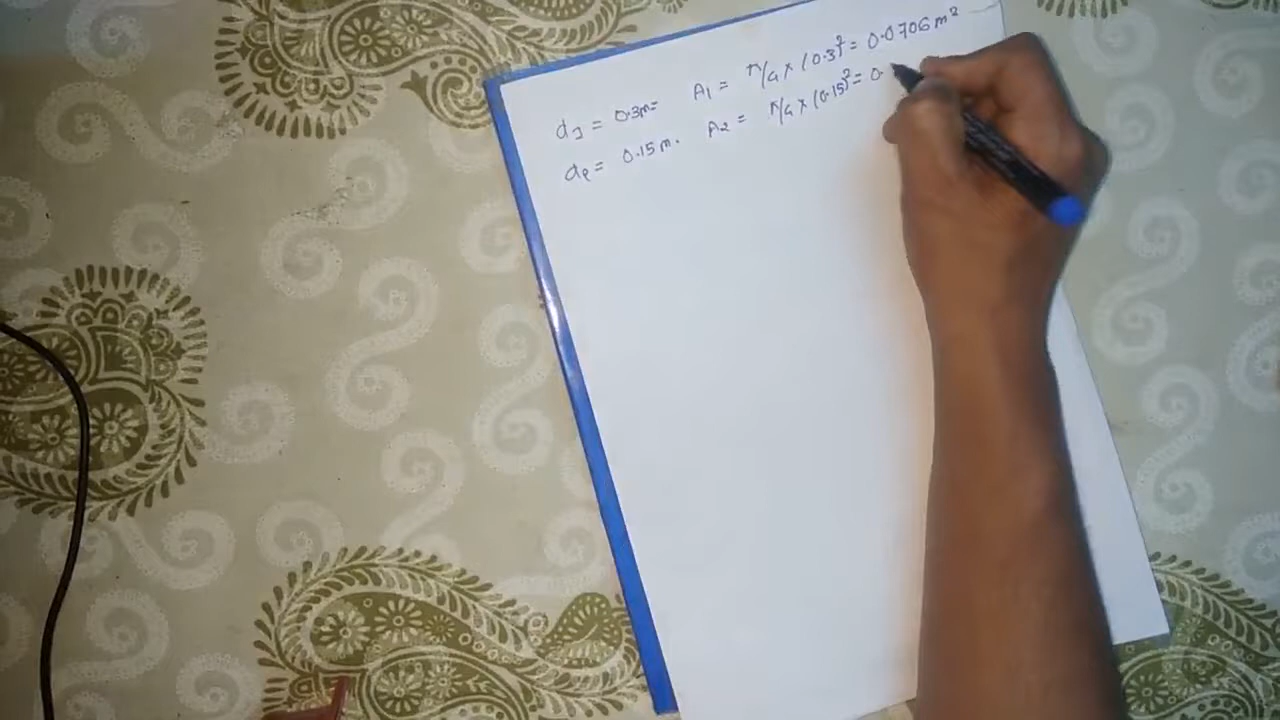 d1 = 0.3m= A1 = π/4 × (0.3)² = 0.0706 m²
d2 = 0.15m. A2 = π/4 × (0.15)² = 0.